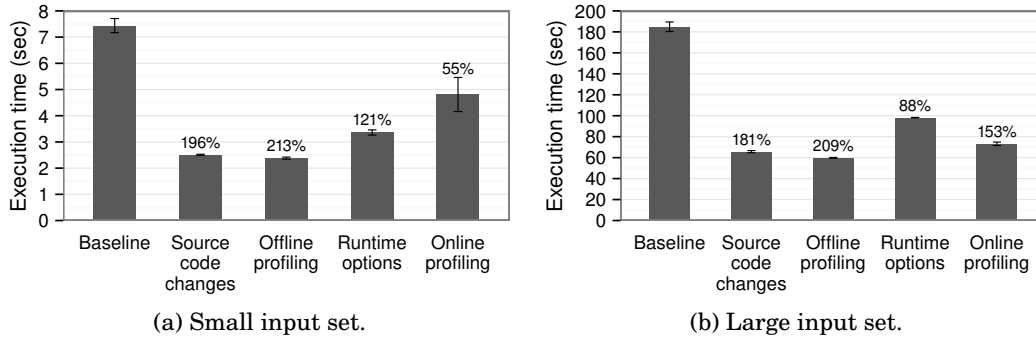 Execution time (sec)
8
7
6
5
4
3
2
1
0
196%
213%
121%
55%
Baseline
Source
code
changes
Offline
profiling
Runtime
options
Online
profiling
(a) Small input set.
Execution time (sec)
200
180
160
140
120
100
80
60
40
20
0
181%
209%
88%
153%
Baseline
Source
code
changes
Offline
profiling
Runtime
options
Online
profiling
(b) Large input set.